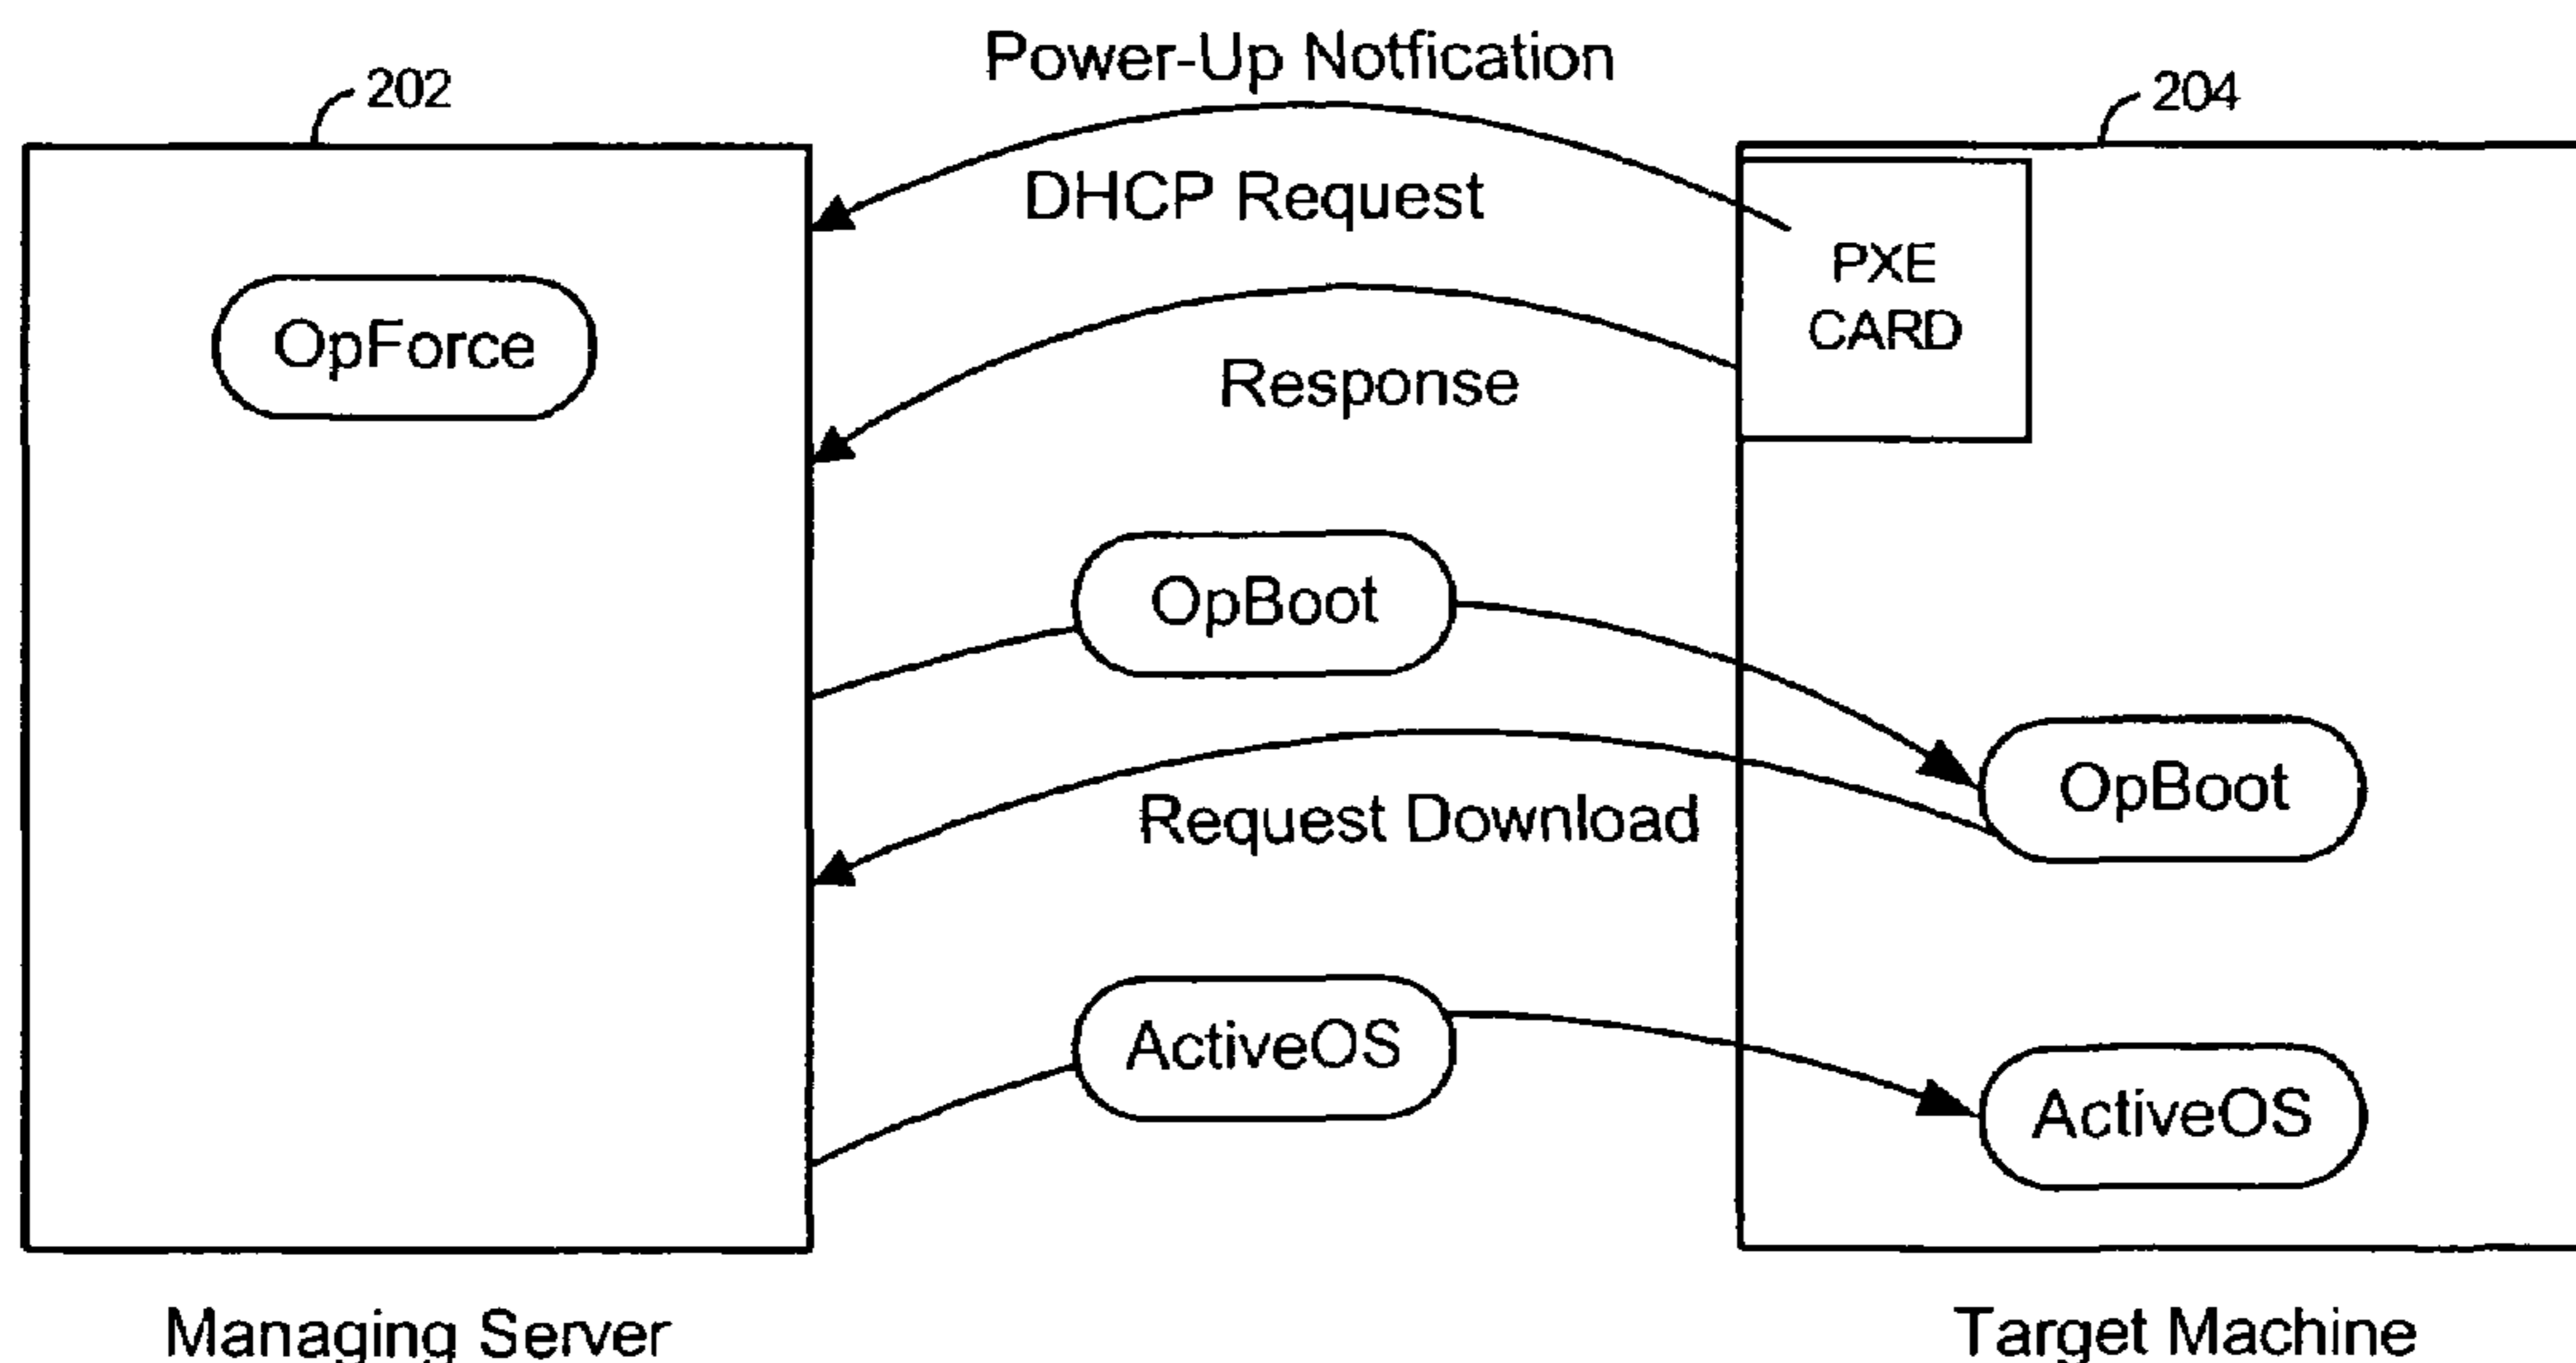 Power-Up Notfication
202
204
DHCP Request
PXE
CARD
OpForce
Response
OpBoot
OpBoot
Request Download
ActiveOS
ActiveOS
Managing Server
Target Machine